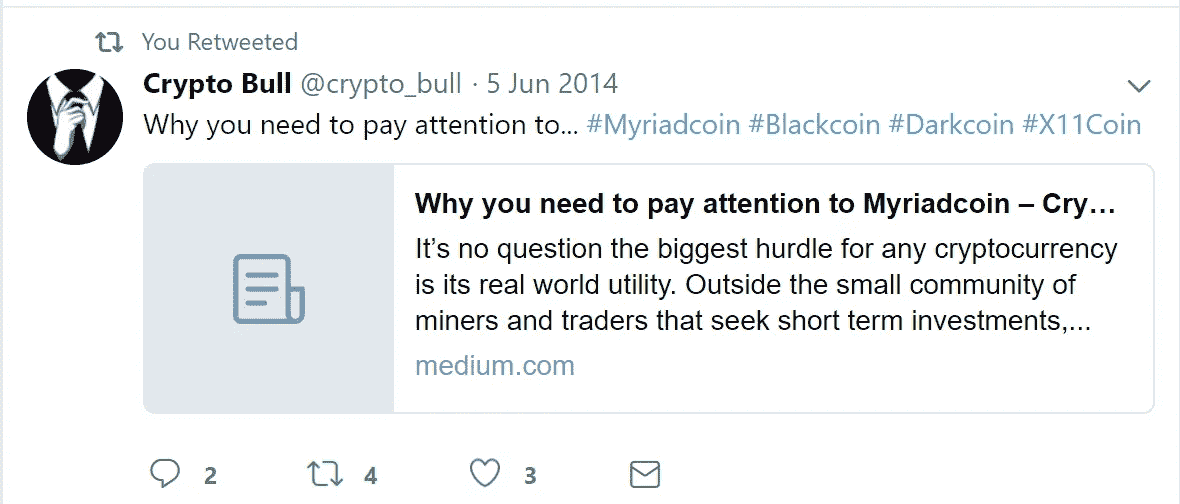 You Retweeted
Crypto Bull @crypto_bull · 5 Jun 2014
Why you need to pay attention to... #Myriadcoin #Blackcoin #Darkcoin #X11Coin
Why you need to pay attention to Myriadcoin – Cry...
It’s no question the biggest hurdle for any cryptocurrency
is its real world utility. Outside the small community of
miners and traders that seek short term investments,...
medium.com
2 4 3